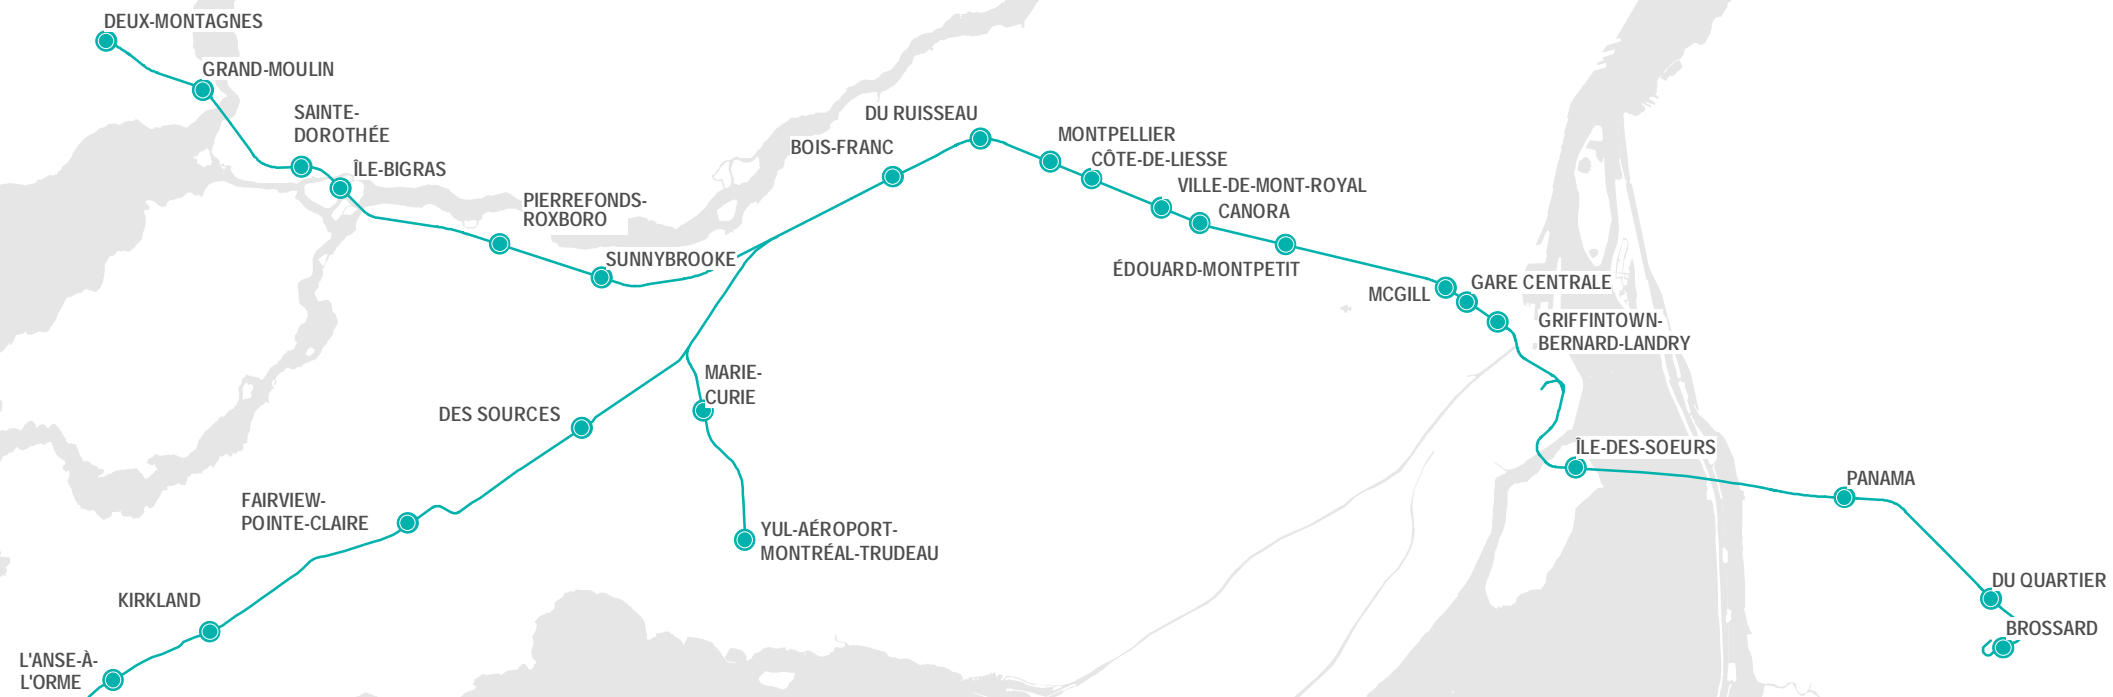 DEUX-MONTAGNES
GRAND-MOULIN
SAINTE-
DOROTHÉE
ÎLE-BIGRAS
PIERREFONDS-
ROXBORO
SUNNYBROOKE
BOIS-FRANC
DU RUISSEAU
MONTPELLIER
CÔTE-DE-LIESSE
VILLE-DE-MONT-ROYAL
CANORA
ÉDOUARD-MONTPETIT
MCGILL
GARE CENTRALE
GRIFFINTOWN-
BERNARD-LANDRY
ÎLE-DES-SOEURS
PANAMA
DU QUARTIER
BROSSARD
MARIE-
CURIE
YUL-AÉROPORT-
MONTRÉAL-TRUDEAU
DES SOURCES
FAIRVIEW-
POINTE-CLAIRE
KIRKLAND
L'ANSE-À-
L'ORME